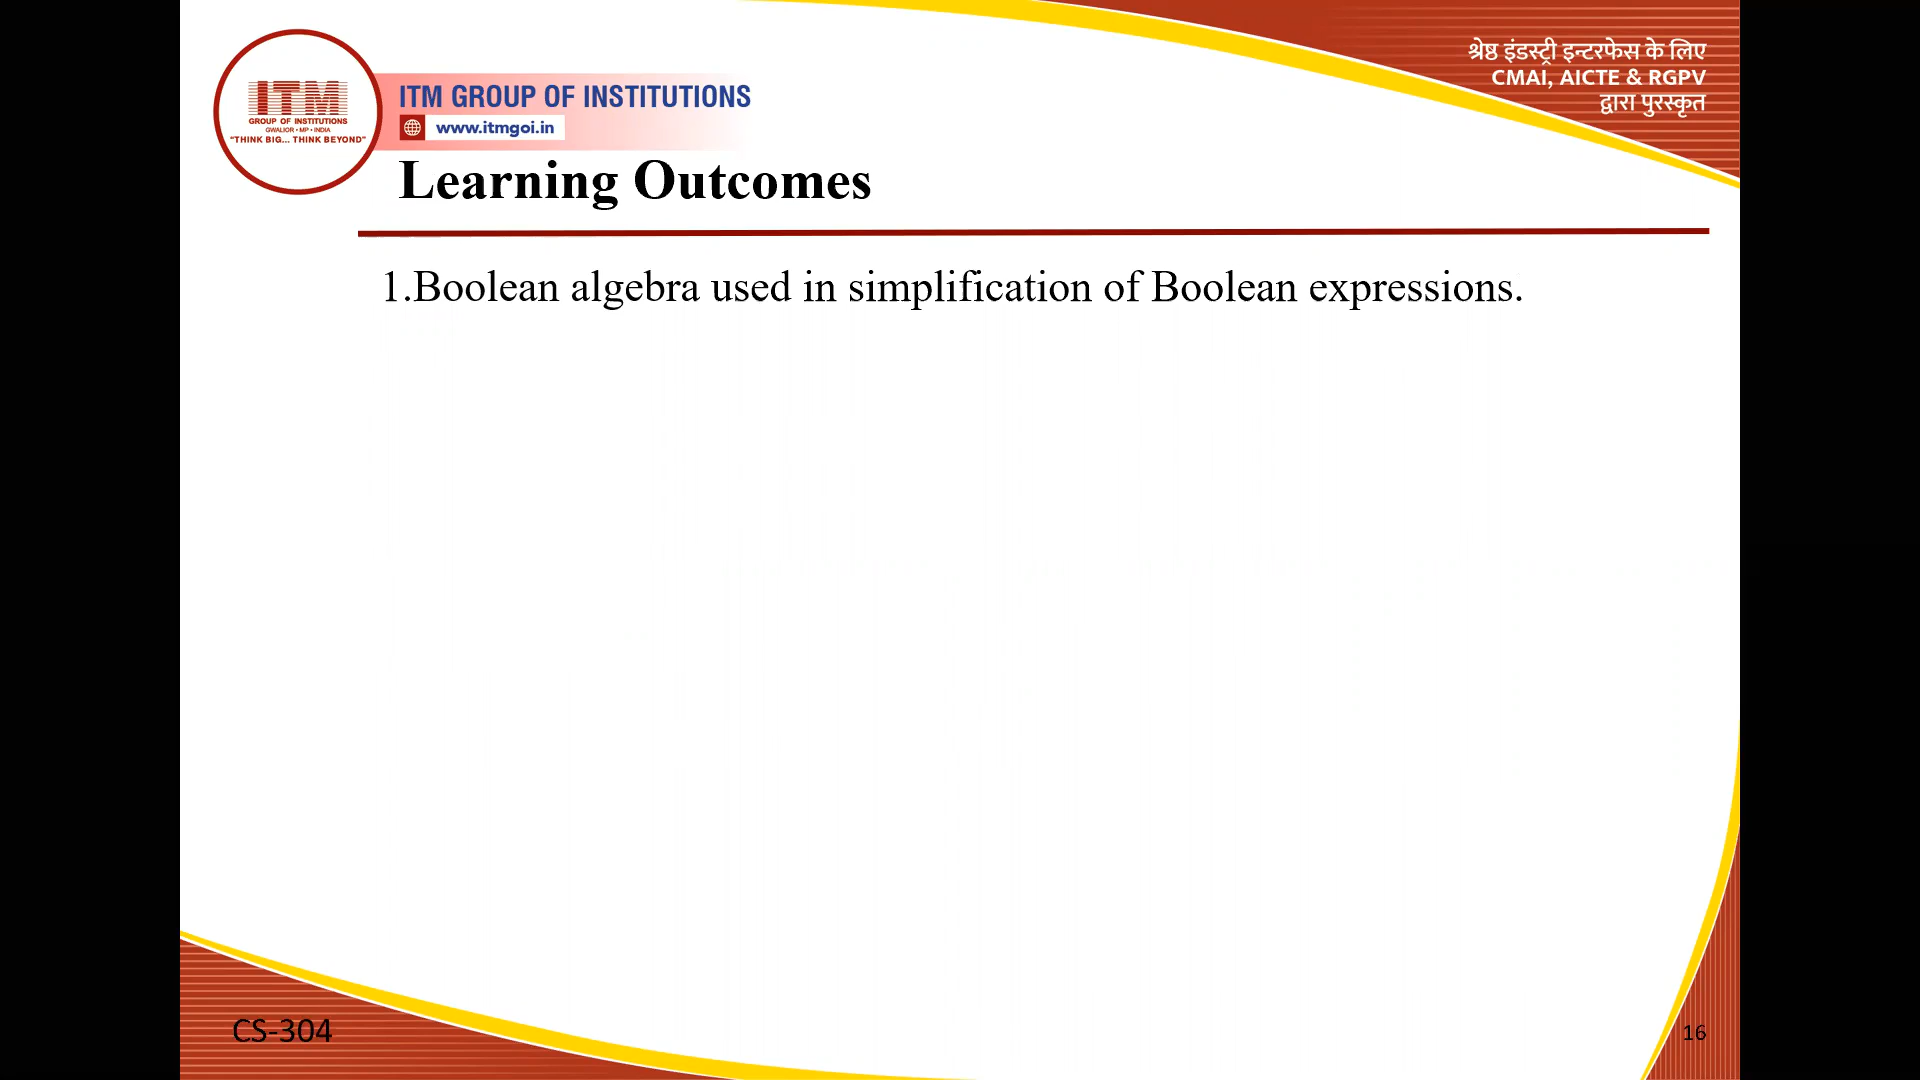 ITM
GROUP OF INSTITUTIONS
GWALIOR • MP • INDIA
"THINK BIG... THINK BEYOND"
ITM GROUP OF INSTITUTIONS
www.itmgoi.in
श्रेष्ठ इंडस्ट्री इन्टरफेस के लिए
CMAI, AICTE & RGPV
द्वारा पुरस्कृत
Learning Outcomes
1.Boolean algebra used in simplification of Boolean expressions.
CS-304
16